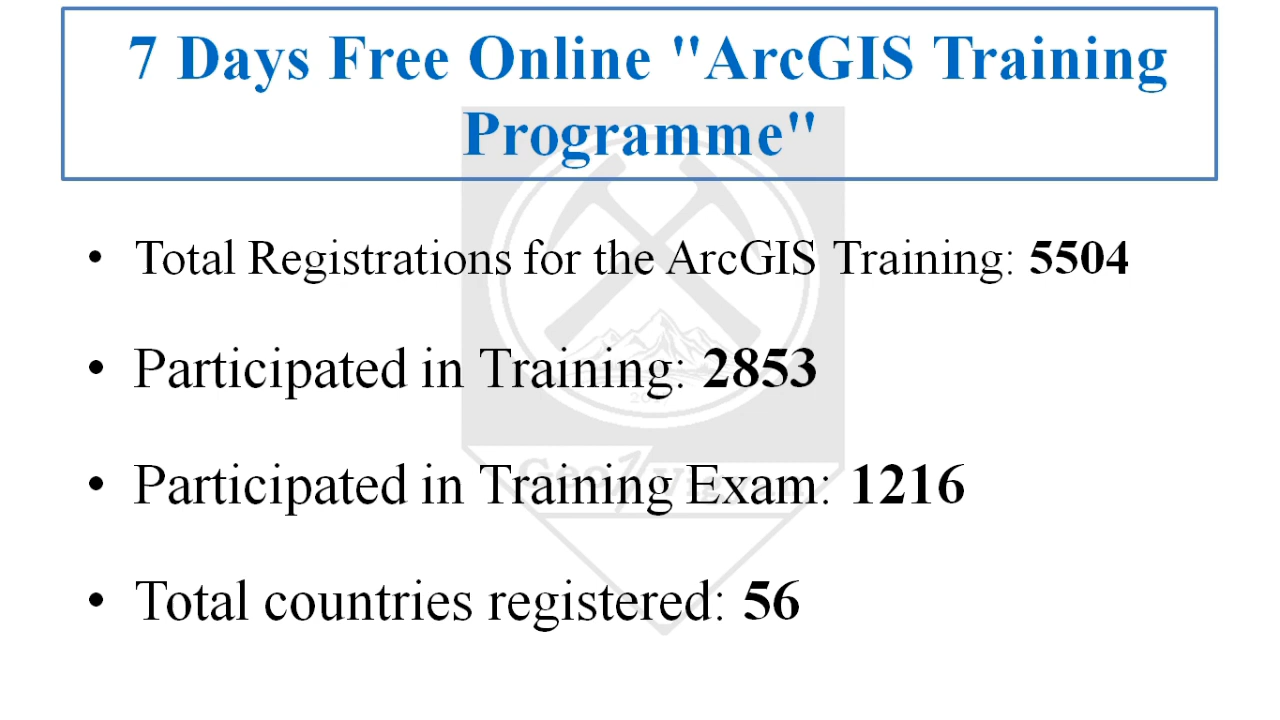 7 Days Free Online "ArcGIS Training
Programme"
• Total Registrations for the ArcGIS Training: 5504
• Participated in Training: 2853
• Participated in Training Exam: 1216
• Total countries registered: 56